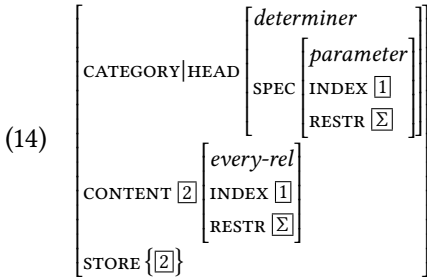 determiner
parameter
CATEGORY|HEAD
SPEC INDEX 1
RESTR Σ
(14)
every-rel
CONTENT 2 INDEX 1
RESTR Σ
STORE {2}